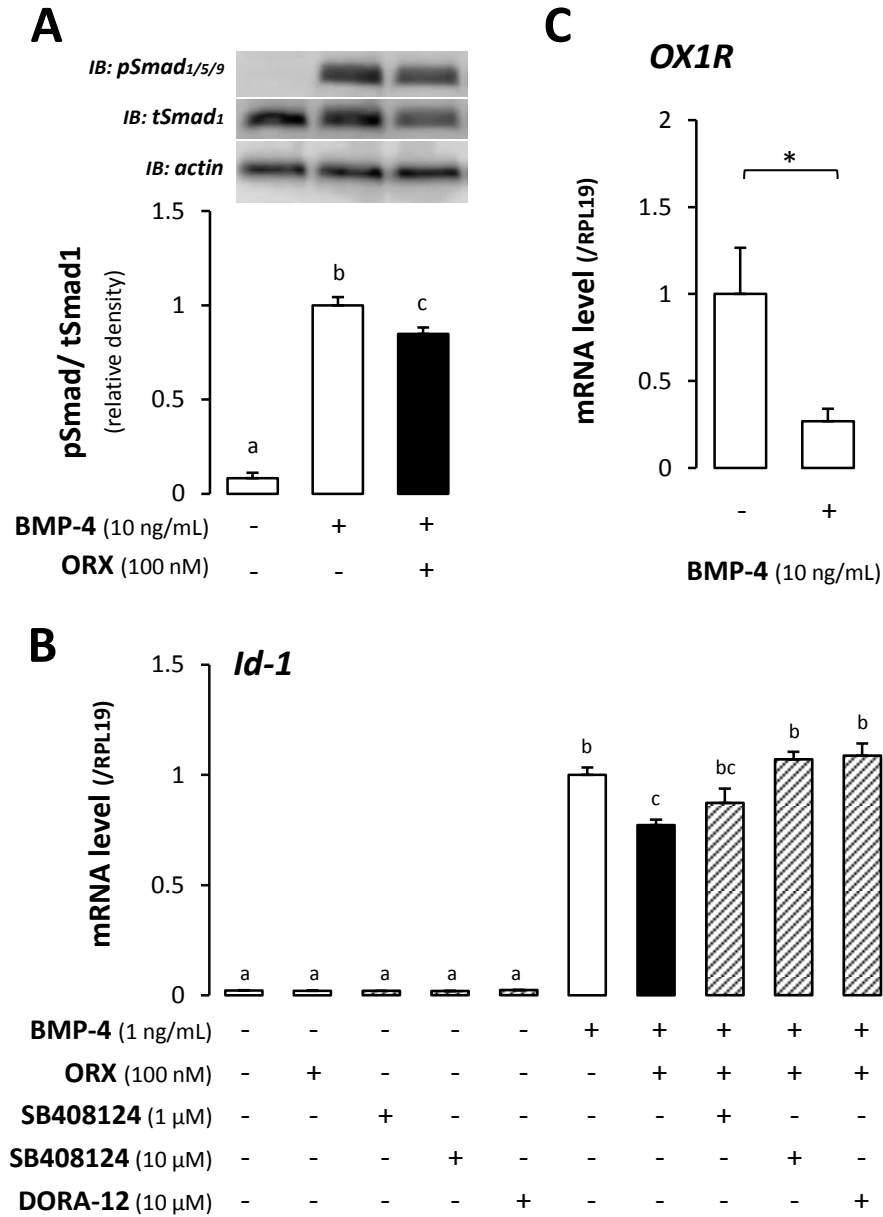 A
IB: pSmad1/5/9
IB: tSmad1
IB: actin
pSmad/ tSmad1
(relative density)
1.5
1
0.5
0
a
b
c
BMP-4 (10 ng/mL) - + +
ORX (100 nM) - - +
C
OX1R
mRNA level (/RPL19)
2
1.5
1
0.5
0
*
- +
BMP-4 (10 ng/mL)
B
Id-1
mRNA level (/RPL19)
1.5
1
0.5
0
a a a a a b c bc b b
BMP-4 (1 ng/mL) - - - - - + + + + +
ORX (100 nM) - + - - - - + + + +
SB408124 (1 μM) - - + - - - - + - -
SB408124 (10 μM) - - - + - - - - + -
DORA-12 (10 μM) - - - - + - - - - +